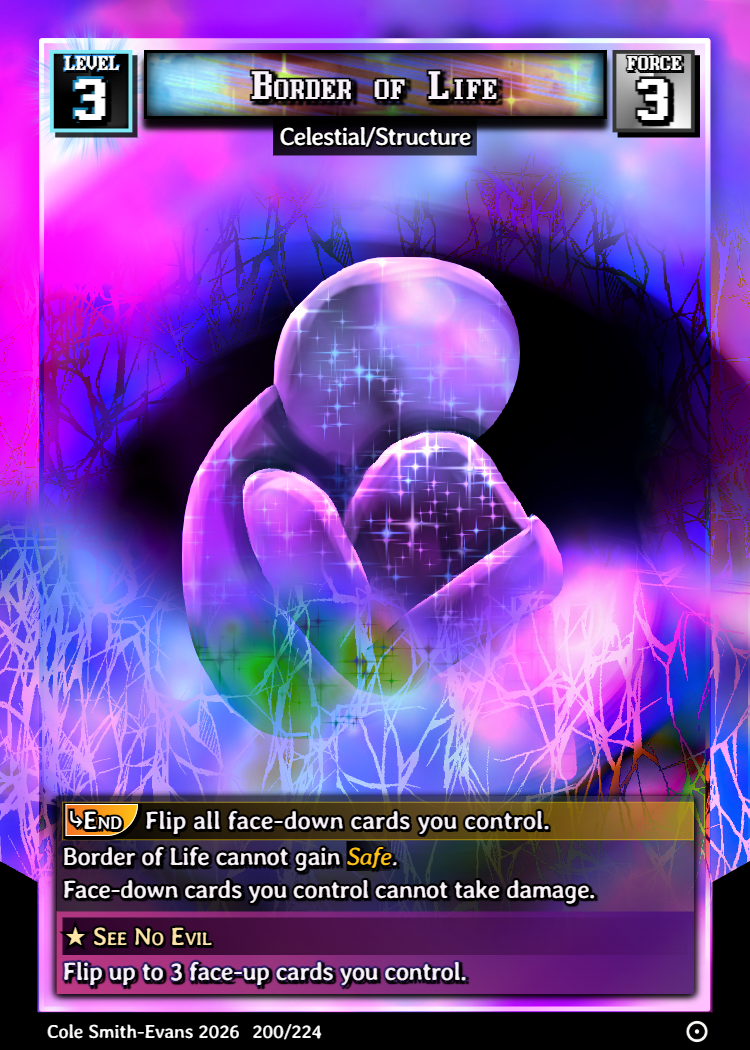 LEVEL
3
BORDER OF LIFE
FORCE
3
Celestial/Structure
↳END Flip all face-down cards you control.
Border of Life cannot gain Safe.
Face-down cards you control cannot take damage.
★ SEE NO EVIL
Flip up to 3 face-up cards you control.
Cole Smith-Evans 2026 200/224